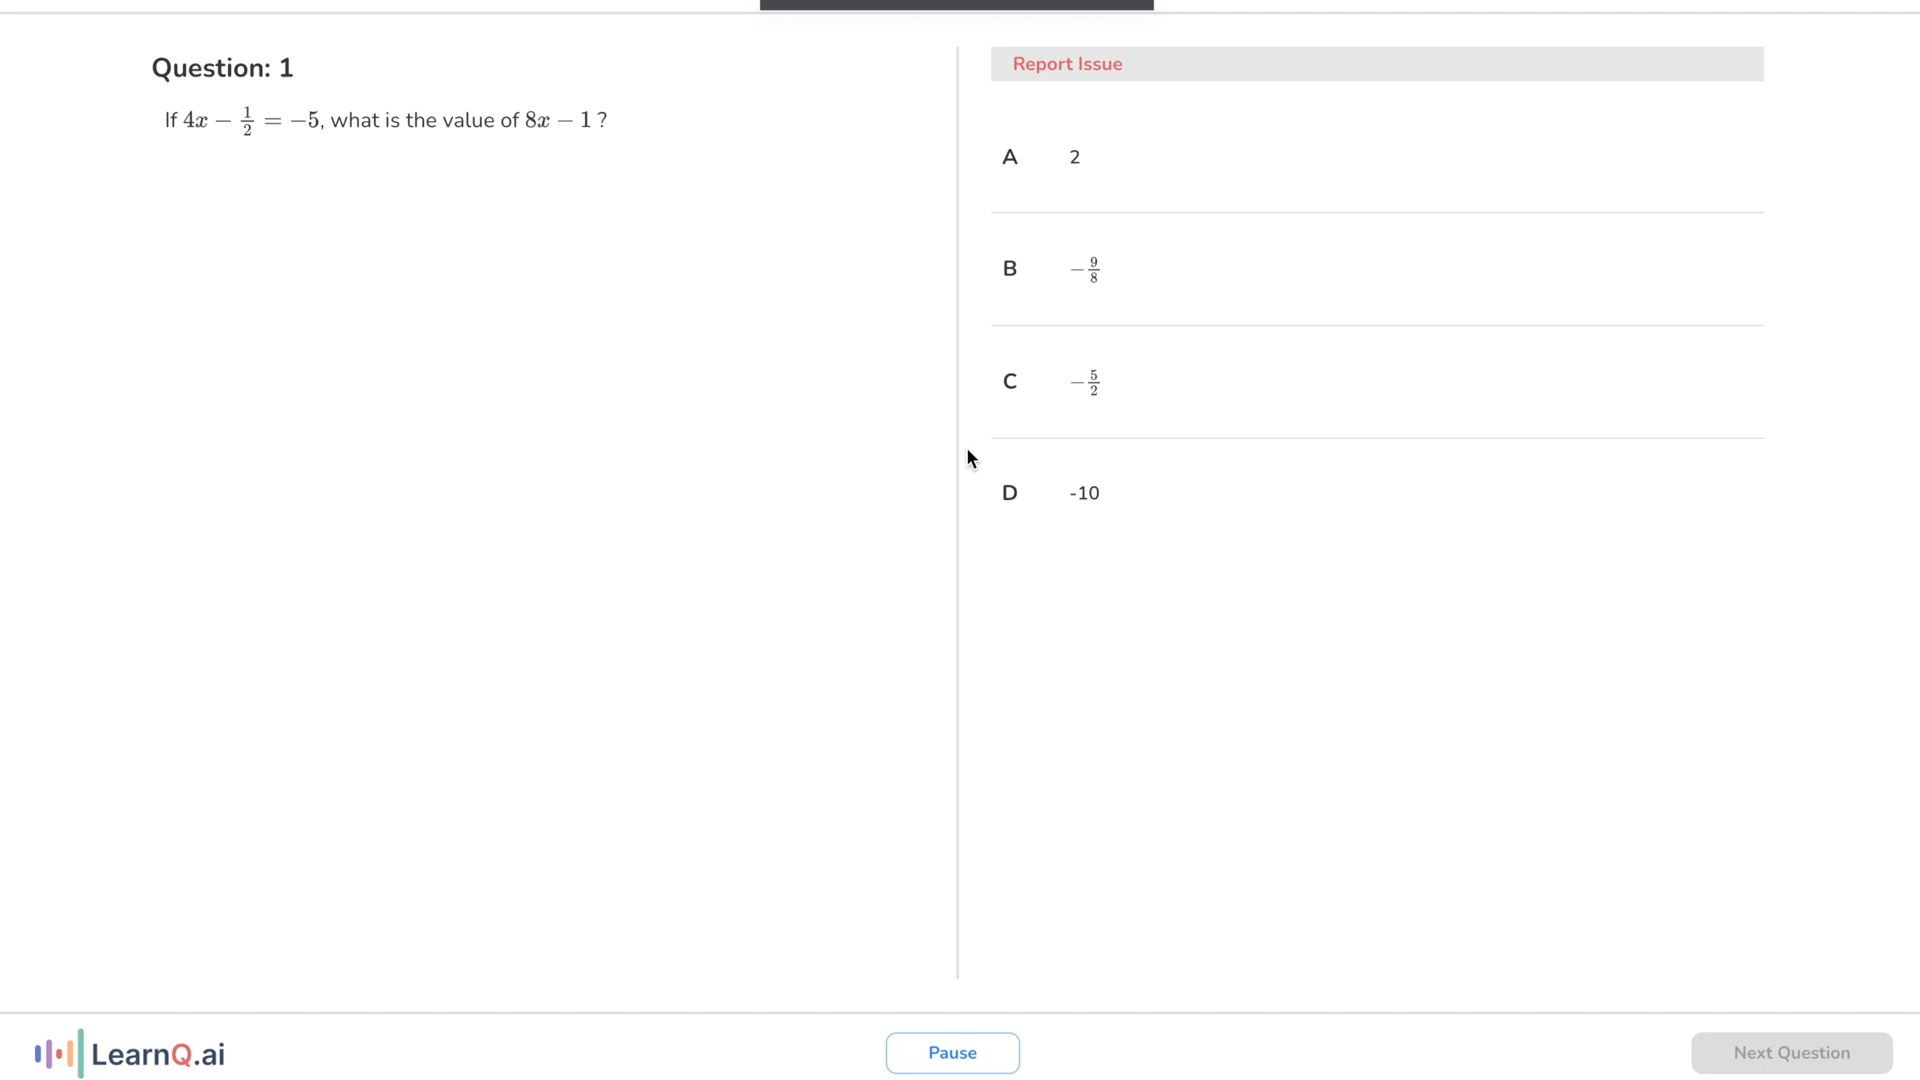 Question: 1
If 4x − 1/2 = −5, what is the value of 8x − 1 ?
Report Issue
A 2
B −9/8
C −5/2
D -10
LearnQ.ai
Pause
Next Question